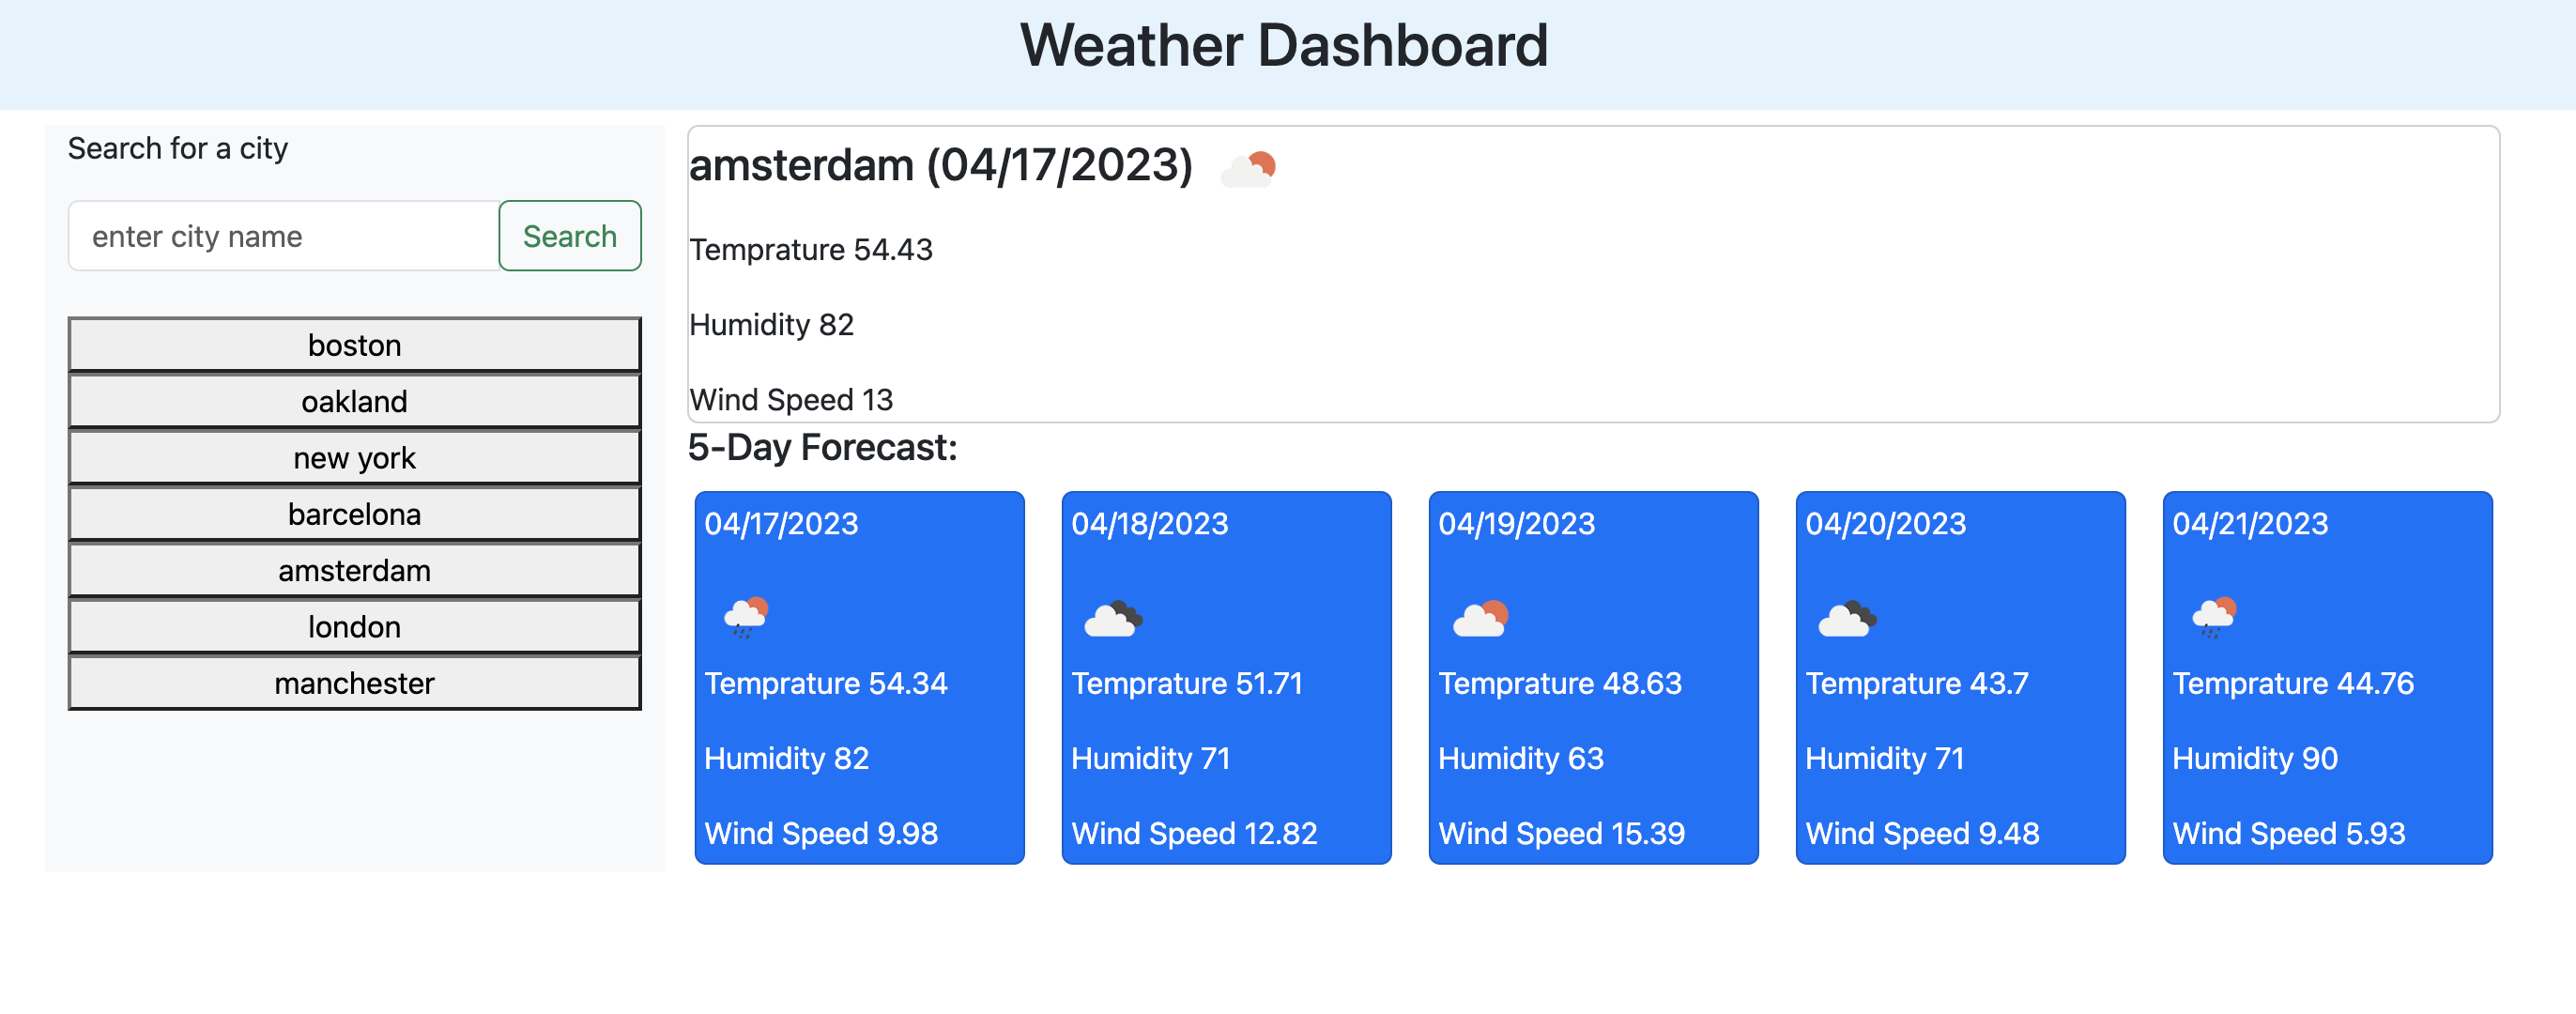 Weather Dashboard
Search for a city
enter city name
Search
boston
oakland
new york
barcelona
amsterdam
london
manchester
amsterdam (04/17/2023)
Temprature 54.43
Humidity 82
Wind Speed 13
5-Day Forecast:
04/17/2023
Temprature 54.34
Humidity 82
Wind Speed 9.98
04/18/2023
Temprature 51.71
Humidity 71
Wind Speed 12.82
04/19/2023
Temprature 48.63
Humidity 63
Wind Speed 15.39
04/20/2023
Temprature 43.7
Humidity 71
Wind Speed 9.48
04/21/2023
Temprature 44.76
Humidity 90
Wind Speed 5.93